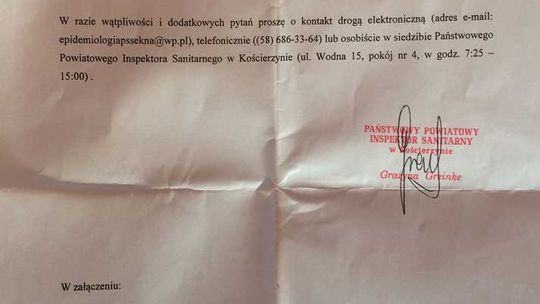 W razie wątpliwości i dodatkowych pytań proszę o kontakt drogą elektroniczną (adres e-mail:
epidemiologiapssekna@wp.pl), telefonicznie ((58) 686-33-64) lub osobiście w siedzibie Państwowego
Powiatowego Inspektora Sanitarnego w Kościerzynie (ul. Wodna 15, pokój nr 4, w godz. 7:25 –
15:00) .
PAŃSTWOWY POWIATOWY
INSPEKTOR SANITARNY
w Kościerzynie
Grażyna Greinke
W załączeniu: